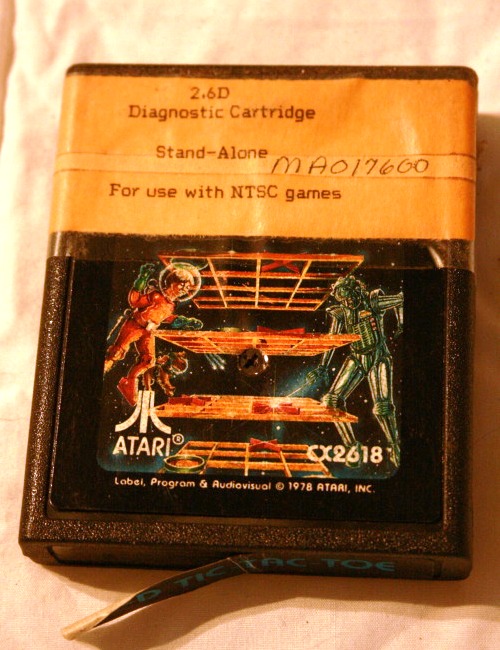 2.6D
Diagnostic Cartridge
Stand-Alone MA017600
For use with NTSC games
ATARI®
CX2618
Label, Program & Audiovisual © 1978 ATARI, INC.
D TIC TAC TOE